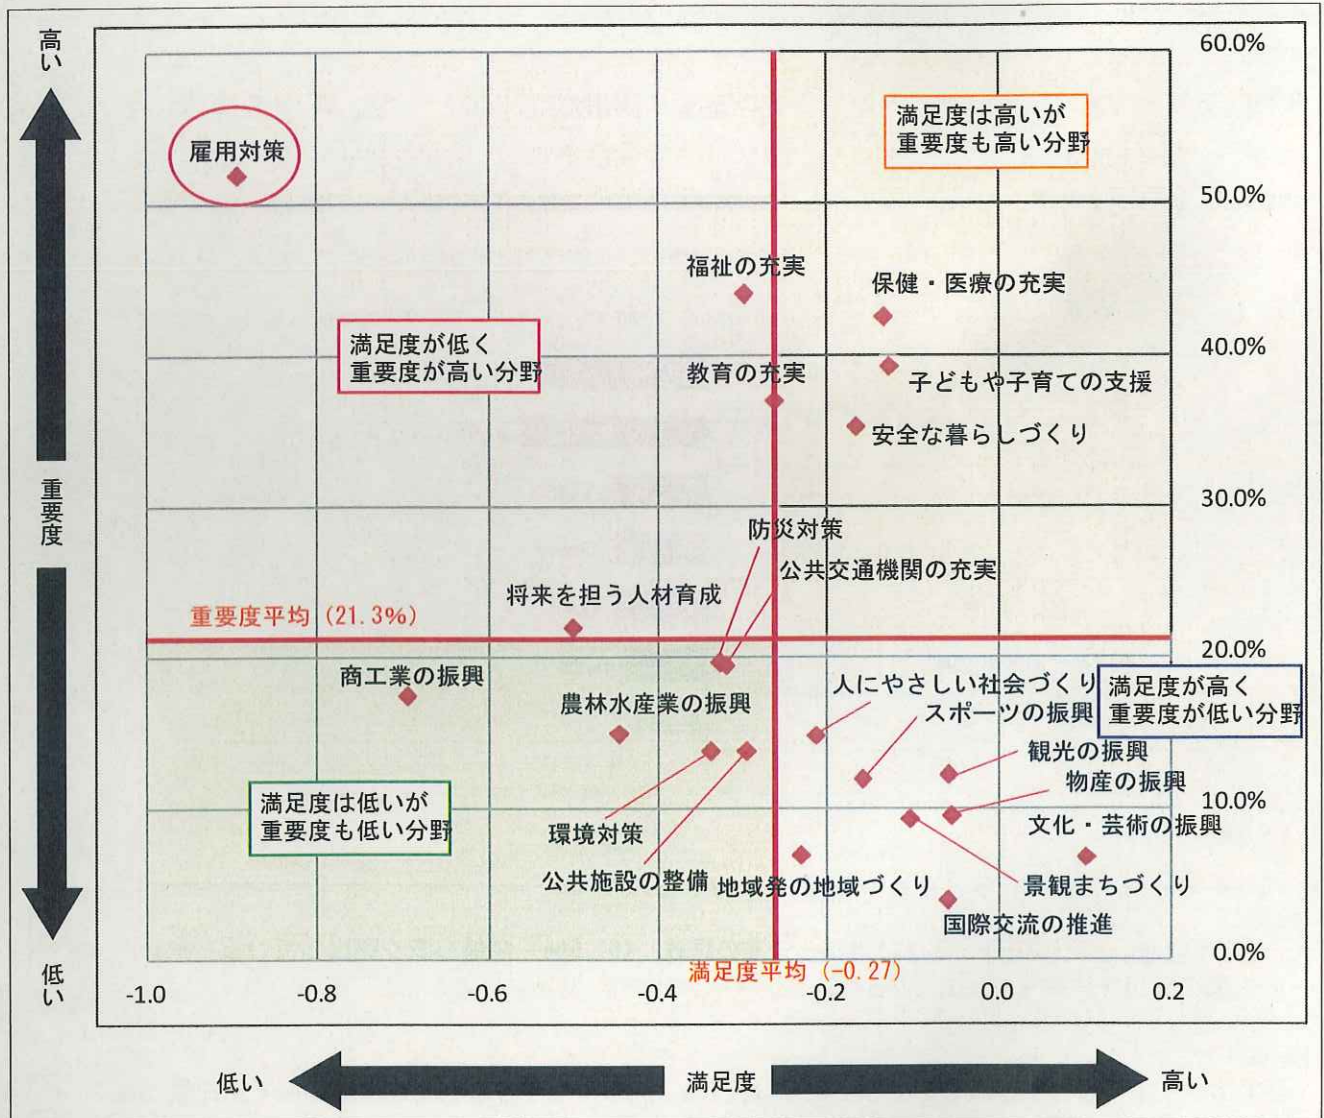 高い
60.0%
満足度は高いが
重要度も高い分野
雇用対策
50.0%
福祉の充実
保健・医療の充実
満足度が低く
重要度が高い分野
40.0%
教育の充実
子どもや子育ての支援
安全な暮らしづくり
重要度
30.0%
防災対策
公共交通機関の充実
将来を担う人材育成
重要度平均（21.3%）
20.0%
商工業の振興
人にやさしい社会づくり
満足度が高く
重要度が低い分野
農林水産業の振興
スポーツの振興
観光の振興
物産の振興
10.0%
満足度は低いが
重要度も低い分野
環境対策
文化・芸術の振興
公共施設の整備
地域発の地域づくり
景観まちづくり
国際交流の推進
0.0%
低い
満足度平均（-0.27）
-1.0 -0.8 -0.6 -0.4 -0.2 0.0 0.2
低い 満足度 高い